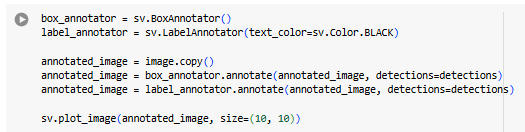 box_annotator = sv.BoxAnnotator()
label_annotator = sv.LabelAnnotator(text_color=sv.Color.BLACK)
annotated_image = image.copy()
annotated_image = box_annotator.annotate(annotated_image, detections=detections)
annotated_image = label_annotator.annotate(annotated_image, detections=detections)
sv.plot_image(annotated_image, size=(10, 10))